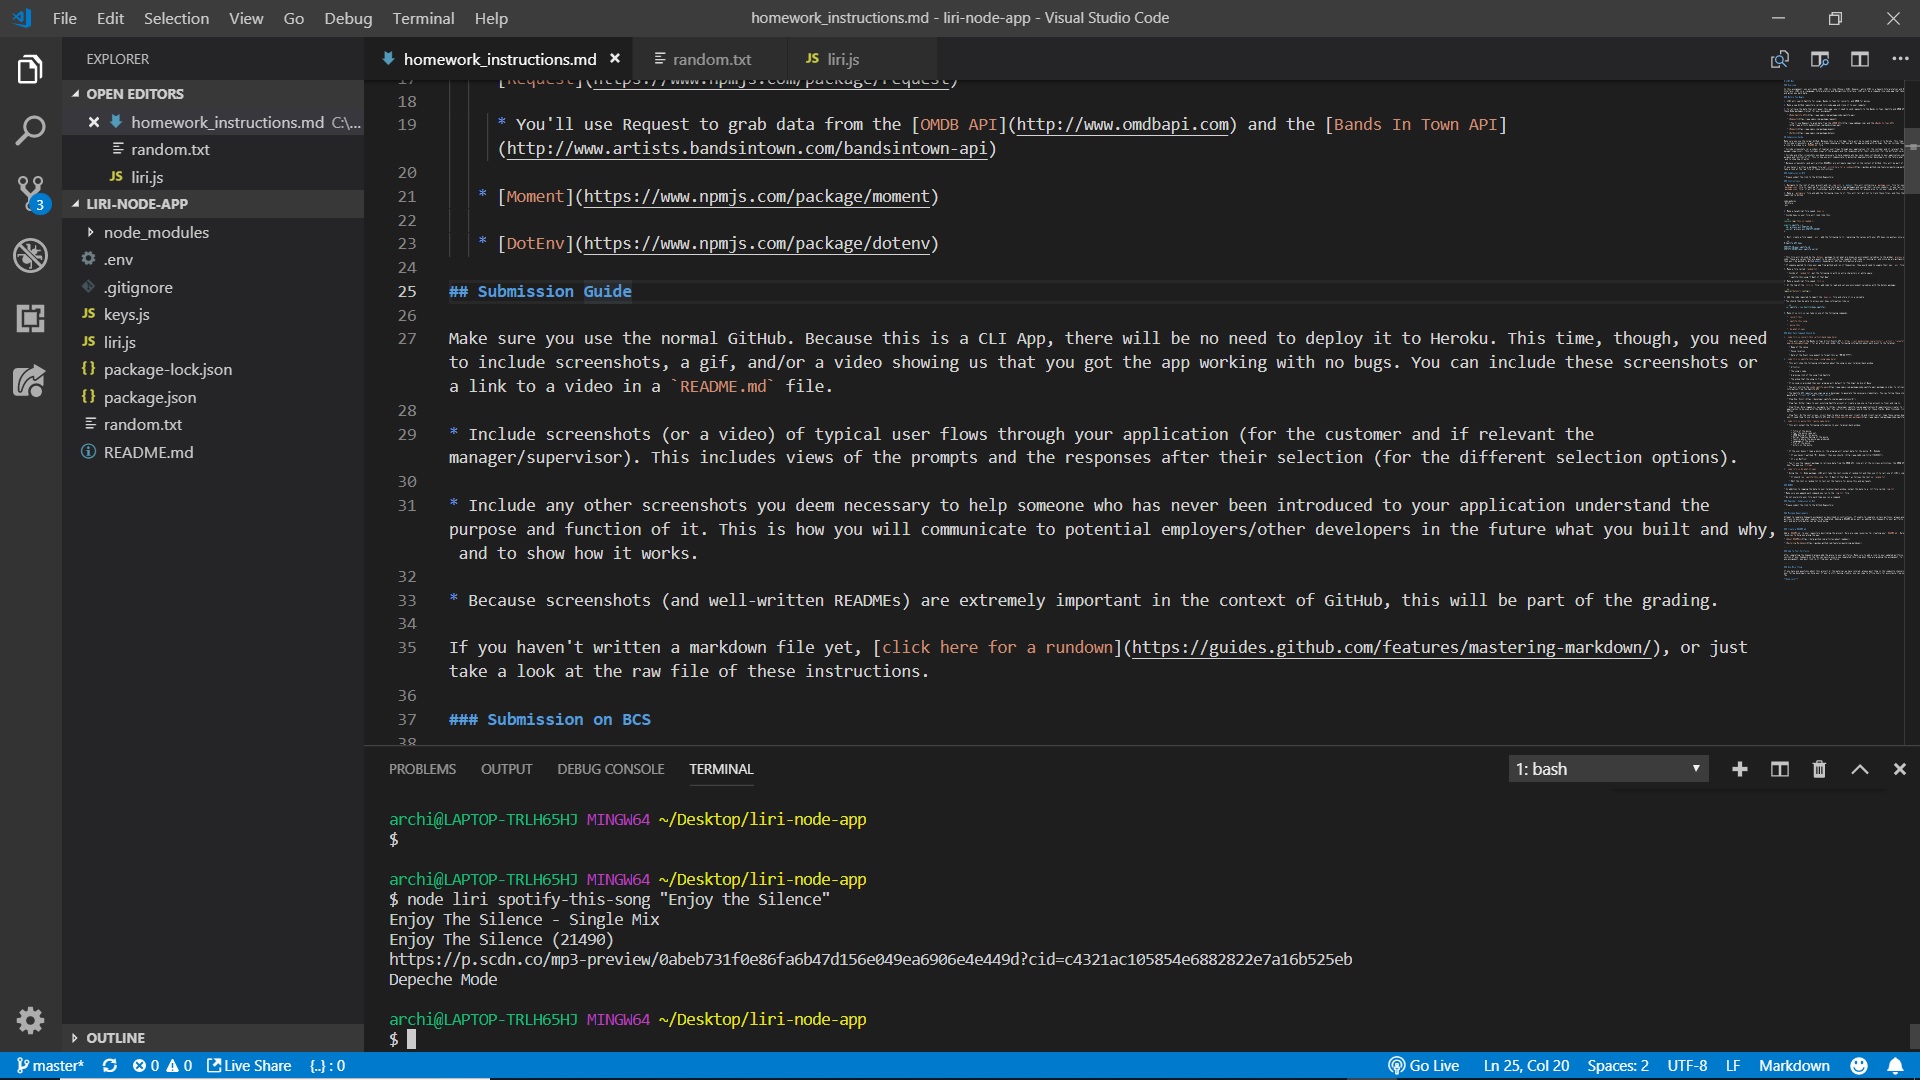 File Edit Selection View Go Debug Terminal Help
homework_instructions.md - liri-node-app - Visual Studio Code
EXPLORER
OPEN EDITORS
homework_instructions.md C:\...
random.txt
JS liri.js
3
LIRI-NODE-APP
node_modules
.env
.gitignore
JS keys.js
JS liri.js
{} package-lock.json
{} package.json
random.txt
README.md
OUTLINE
homework_instructions.md
random.txt
JS liri.js
17 [Request](https://www.npmjs.com/package/request)
18
19 * You'll use Request to grab data from the [OMDB API](http://www.omdbapi.com) and the [Bands In Town API]
(http://www.artists.bandsintown.com/bandsintown-api)
20
21 * [Moment](https://www.npmjs.com/package/moment)
22
23 * [DotEnv](https://www.npmjs.com/package/dotenv)
24
25 ## Submission Guide
26
27 Make sure you use the normal GitHub. Because this is a CLI App, there will be no need to deploy it to Heroku. This time, though, you need
to include screenshots, a gif, and/or a video showing us that you got the app working with no bugs. You can include these screenshots or
a link to a video in a `README.md` file.
28
29 * Include screenshots (or a video) of typical user flows through your application (for the customer and if relevant the
manager/supervisor). This includes views of the prompts and the responses after their selection (for the different selection options).
30
31 * Include any other screenshots you deem necessary to help someone who has never been introduced to your application understand the
purpose and function of it. This is how you will communicate to potential employers/other developers in the future what you built and why,
and to show how it works.
32
33 * Because screenshots (and well-written READMEs) are extremely important in the context of GitHub, this will be part of the grading.
34
35 If you haven't written a markdown file yet, [click here for a rundown](https://guides.github.com/features/mastering-markdown/), or just
take a look at the raw file of these instructions.
36
37 ### Submission on BCS
38
PROBLEMS OUTPUT DEBUG CONSOLE TERMINAL
1: bash
archi@LAPTOP-TRLH65HJ MINGW64 ~/Desktop/liri-node-app
$
archi@LAPTOP-TRLH65HJ MINGW64 ~/Desktop/liri-node-app
$ node liri spotify-this-song "Enjoy the Silence"
Enjoy The Silence - Single Mix
Enjoy The Silence (21490)
https://p.scdn.co/mp3-preview/0abeb731f0e86fa6b47d156e049ea6906e4e449d?cid=c4321ac105854e6882822e7a16b525eb
Depeche Mode
archi@LAPTOP-TRLH65HJ MINGW64 ~/Desktop/liri-node-app
$
master* 0 0 Live Share {..} : 0
Go Live Ln 25, Col 20 Spaces: 2 UTF-8 LF Markdown